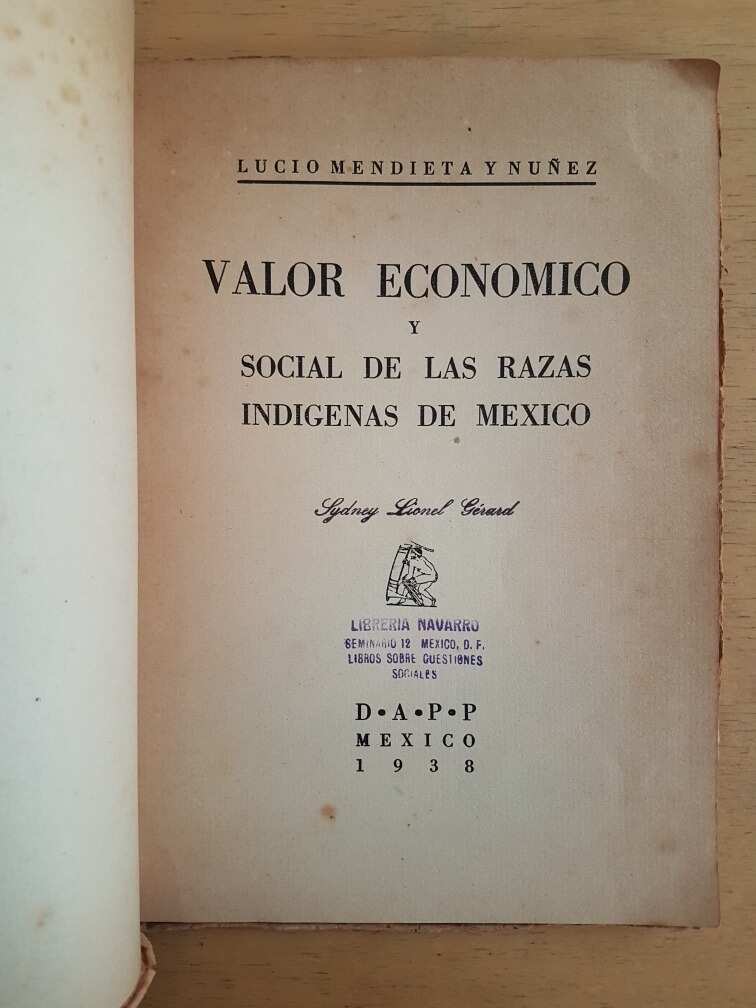 LUCIO MENDIETA Y NUÑEZ
VALOR ECONOMICO
Y
SOCIAL DE LAS RAZAS
INDIGENAS DE MEXICO
Sydney Lionel Gérard
LIBRERIA NAVARRO
SEMINARIO 12 MEXICO, D. F.
LIBROS SOBRE CUESTIONES
SOCIALES
D•A•P•P
MEXICO
1938